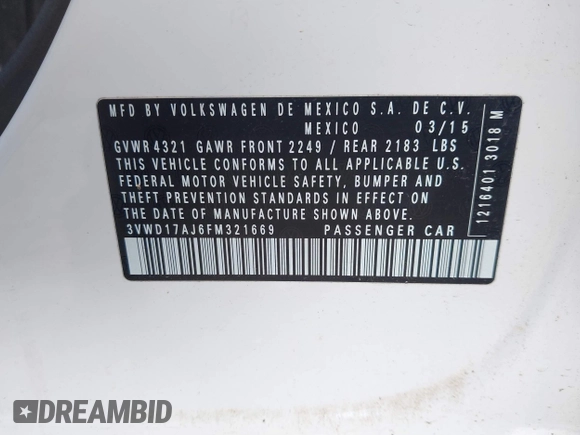 MFD BY VOLKSWAGEN DE MEXICO S.A. DE C.V.
MEXICO 03/15
GVWR 4321 GAWR FRONT 2249 / REAR 2183 LBS
THIS VEHICLE CONFORMS TO ALL APPLICABLE U.S.
FEDERAL MOTOR VEHICLE SAFETY, BUMPER AND
THEFT PREVENTION STANDARDS IN EFFECT ON
THE DATE OF MANUFACTURE SHOWN ABOVE.
3VWD17AJ6FM321669 PASSENGER CAR
1216401 3018 M
DREAMBID